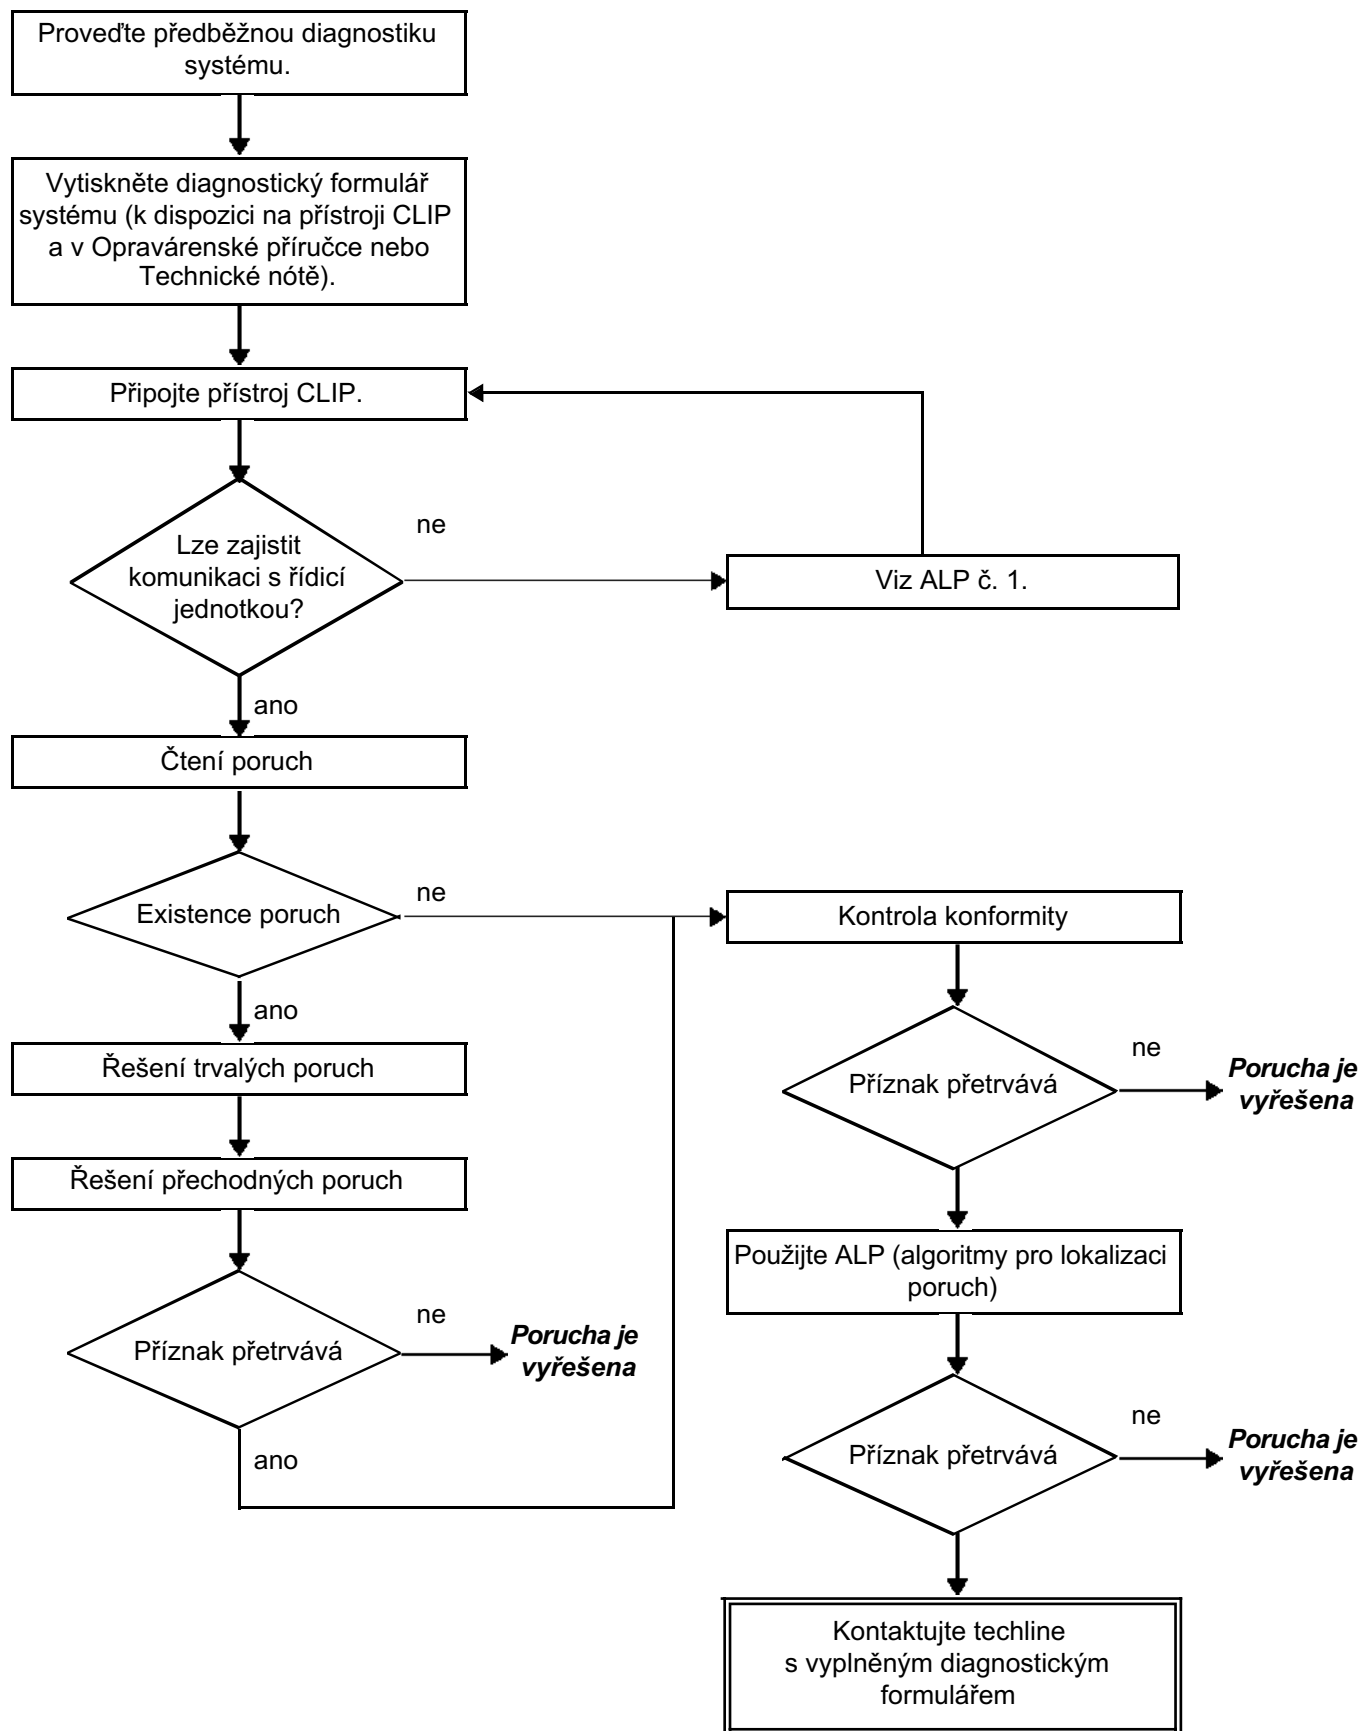 Proveďte předběžnou diagnostiku
systému.
Vytiskněte diagnostický formulář
systému (k dispozici na přístroji CLIP
a v Opravárenské příručce nebo
Technické nótě).
Připojte přístroj CLIP.
Lze zajistit
komunikaci s řídicí
jednotkou?
ne
Viz ALP č. 1.
ano
Čtení poruch
Existence poruch
ne
Kontrola konformity
ano
Řešení trvalých poruch
Příznak přetrvává
ne
Porucha je
vyřešena
Řešení přechodných poruch
Použijte ALP (algoritmy pro lokalizaci
poruch)
Příznak přetrvává
ne
Porucha je
vyřešena
ano
Příznak přetrvává
ne
Porucha je
vyřešena
Kontaktujte techline
s vyplněným diagnostickým
formulářem